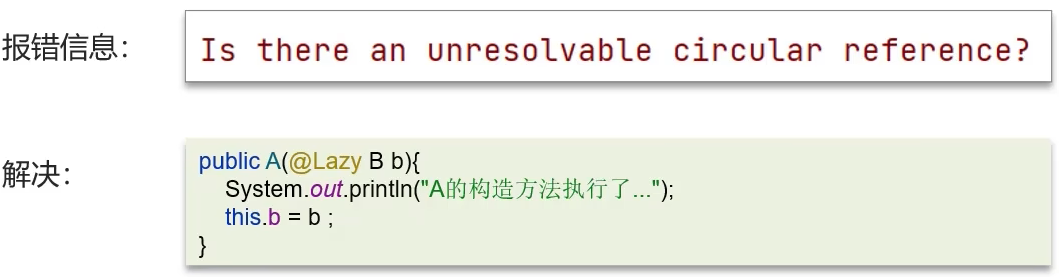 报错信息：
Is there an unresolvable circular reference?
解决：
public A(@Lazy B b){
    System.out.println("A的构造方法执行了...");
    this.b = b ;
}